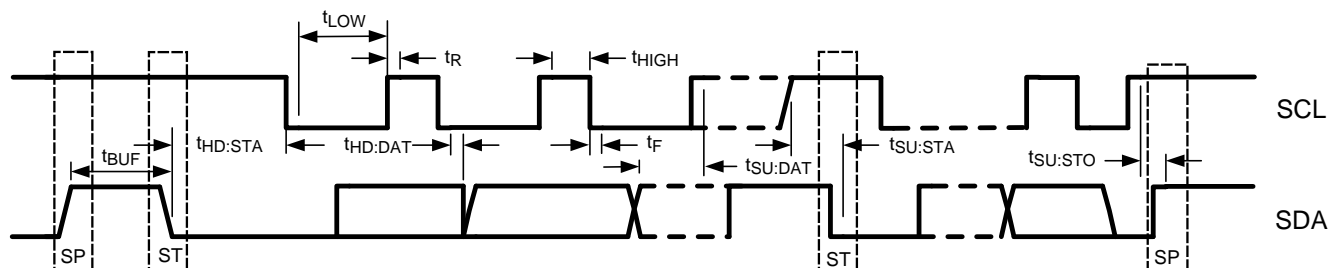 tLOW
tR
tHIGH
SCL
tHD:STA
tHD:DAT
tF
tSU:STA
tBUF
tSU:DAT
tSU:STO
SDA
SP
ST
ST
SP